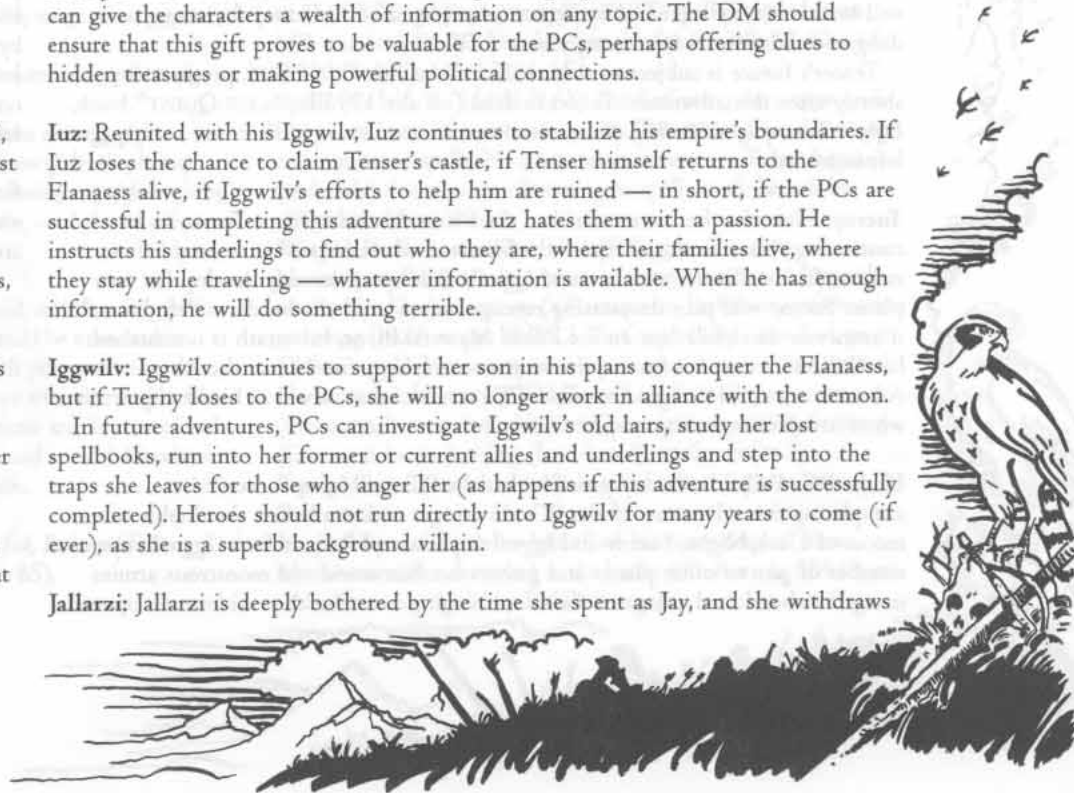 can give the character a wealth of information on any topic. The DM should
ensure that this gift proves to be valuable for the PCs, perhaps offering clues to
hidden treasures or making powerful political connections.
Iuz: Reunited with his Iggwilv, Iuz continues to stabilize his empire's boundaries. If
Iuz loses the chance to claim Tenser's castle, if Tenser himself returns to the
Flanaess alive, if Iggwilv's efforts to help him are ruined — in short, if the PCs are
successful in completing this adventure — Iuz hates them with a passion. He
instructs his underlings to find out who they are, where their families live, where
they stay while traveling — whatever information is available. When he has enough
information, he will do something terrible.
Iggwilv: Iggwilv continues to support her son in his plans to conquer the Flanaess,
but if Tuerny loses to the PCs, she will no longer work in alliance with the demon.
In future adventures, PCs can investigate Iggwilv's old lairs, study her lost
spellbooks, run into her former or current allies and underlings and step into the
traps she leaves for those who anger her (as happens if this adventure is successfully
completed). Heroes should not run directly into Iggwilv for many years to come (if
ever), as she is a superb background villain.
Jallarzi: Jallarzi is deeply bothered by the time she spent as Jay, and she withdraws